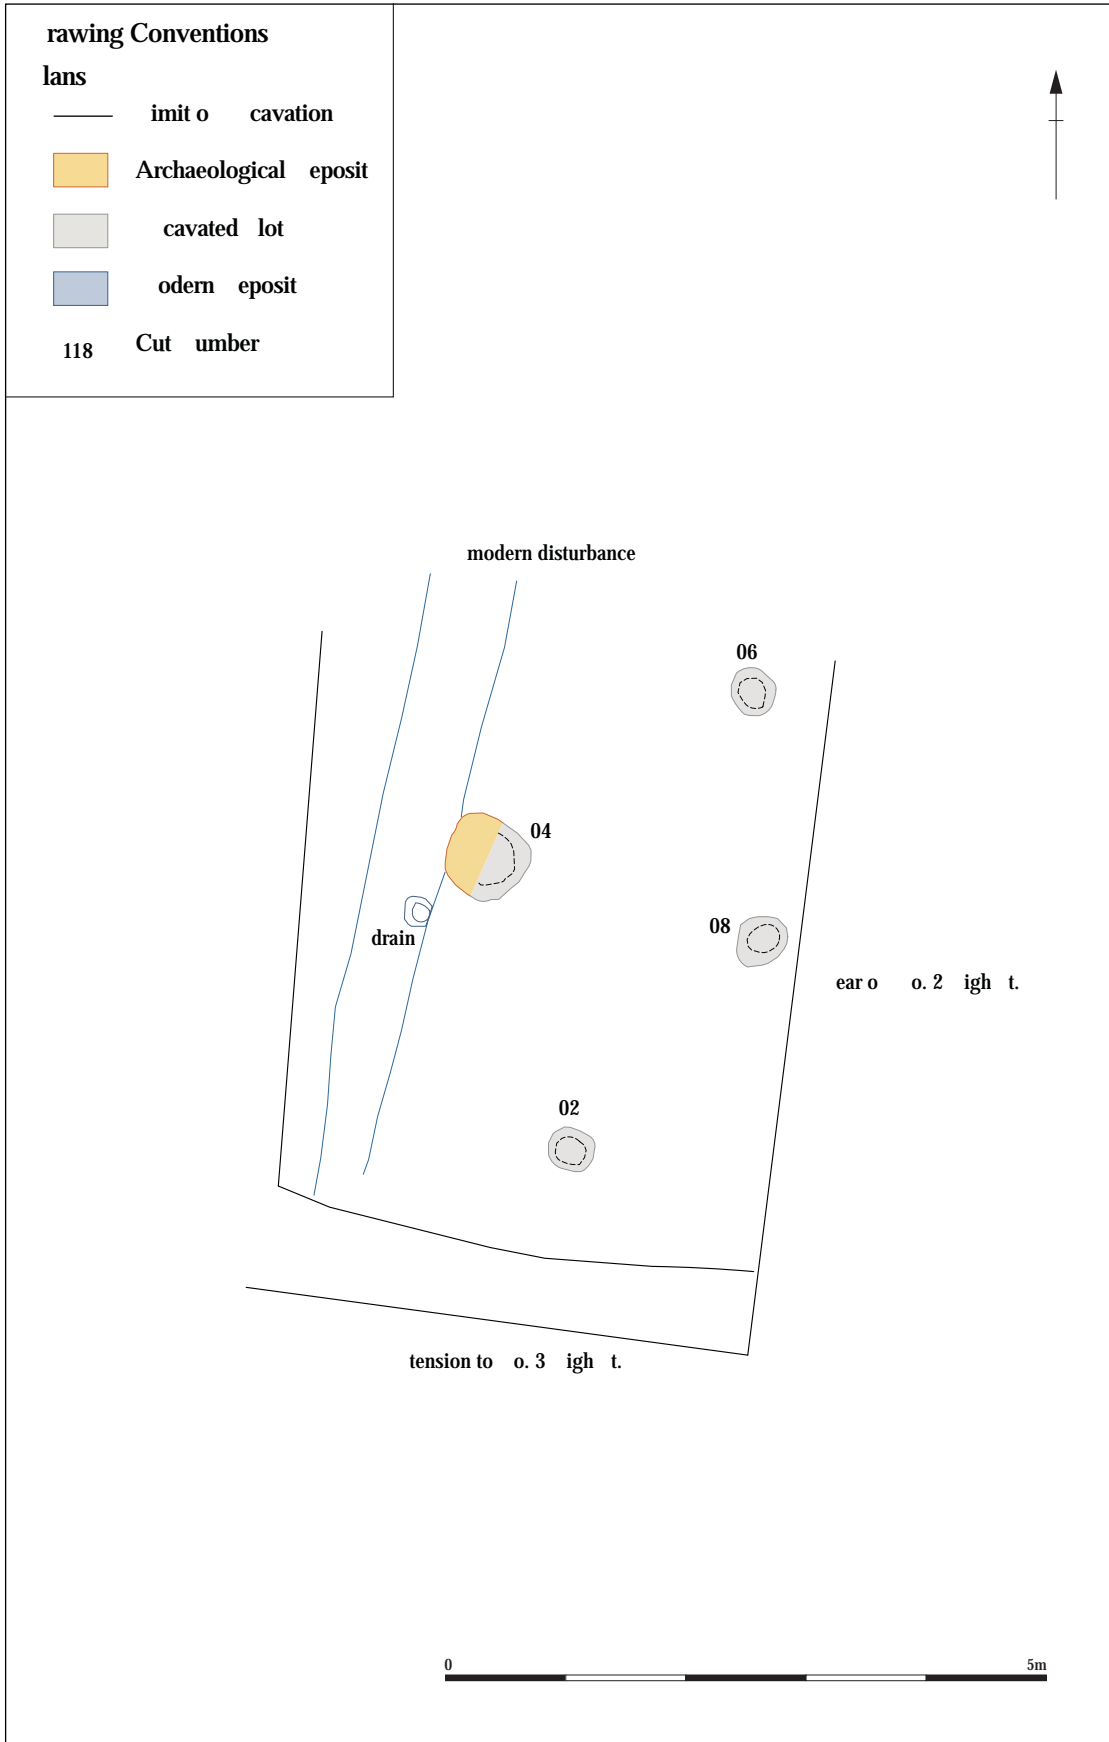 rawing Conventions
lans
imit o cavation
Archaeological eposit
cavated lot
odern eposit
118 Cut umber
modern disturbance
06
04
drain
08
ear o o. 2 igh t.
02
tension to o. 3 igh t.
0 5m